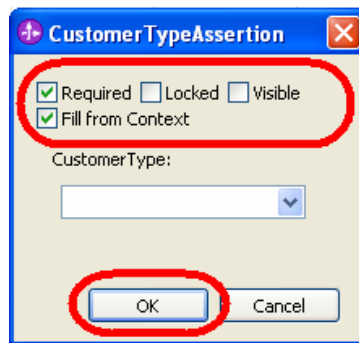 CustomerTypeAssertion
Required Locked Visible
Fill from Context
CustomerType:
OK Cancel